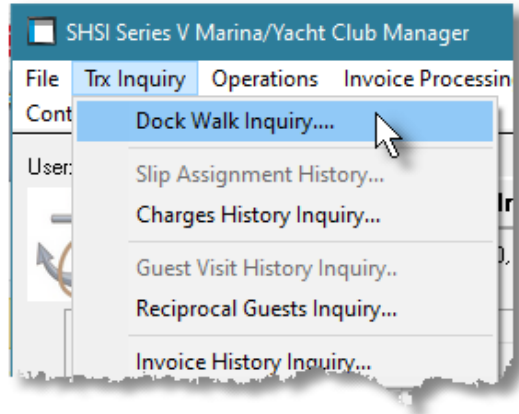 SHSI Series V Marina/Yacht Club Manager
File Trx Inquiry Operations Invoice
Dock Walk Inquiry....
User:
Slip Assignment History...
Charges History Inquiry...
Guest Visit History Inquiry..
Reciprocal Guests Inquiry...
Invoice History Inquiry...